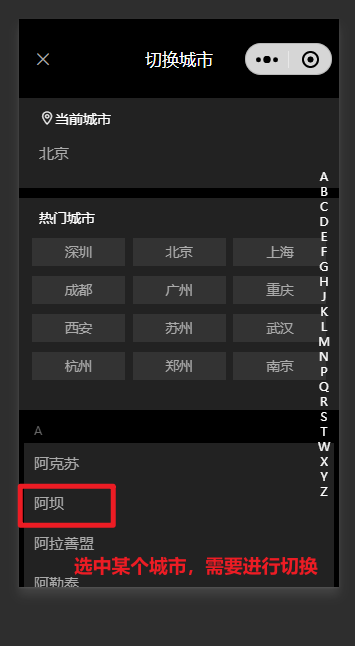 切换城市
当前城市
北京
热门城市
深圳 北京 上海
成都 广州 重庆
西安 苏州 武汉
杭州 郑州 南京
A
阿克苏
阿坝
阿拉善盟
阿勒泰
A
B
C
D
E
F
G
H
J
K
L
M
N
P
Q
R
S
T
W
X
Y
Z
选中某个城市，需要进行切换